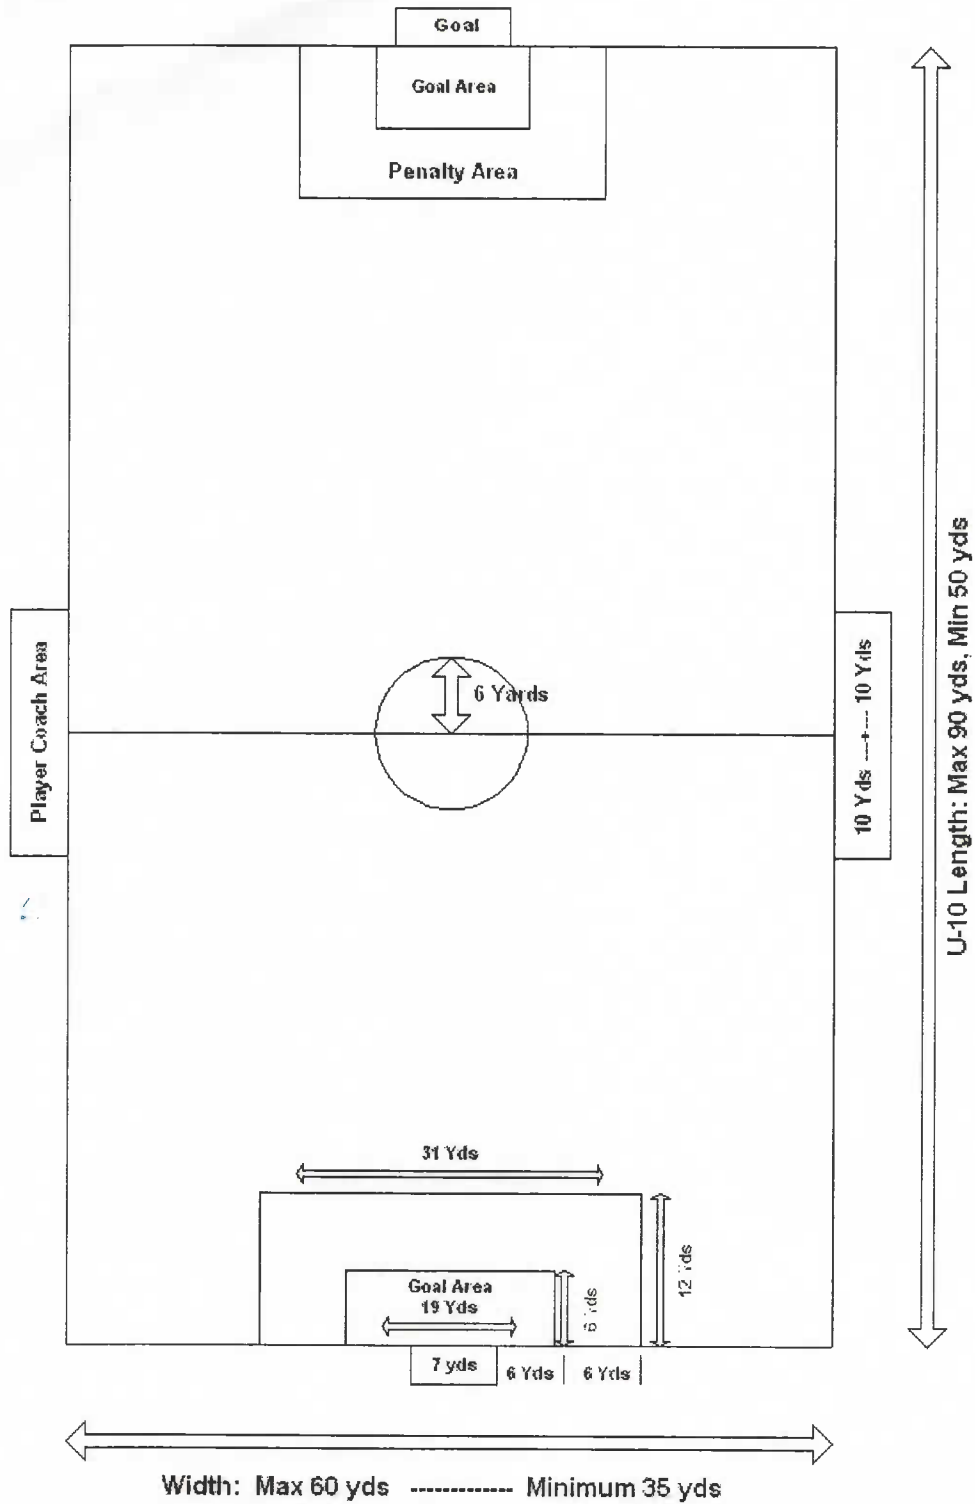 Goal
Goal Area
Penalty Area
Player Coach Area
6 Yards
10 Yds ---+--- 10 Yds
U-10 Length: Max 90 yds, Min 50 yds
31 Yds
12 Yds
Goal Area
19 Yds
6 Yds
7 yds
6 Yds
6 Yds
Width: Max 60 yds ------------- Minimum 35 yds